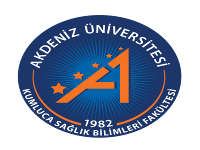 AKDENİZ ÜNİVERSİTESİ
1982
KUMLUCA SAĞLIK BİLİMLERİ FAKÜLTESİ